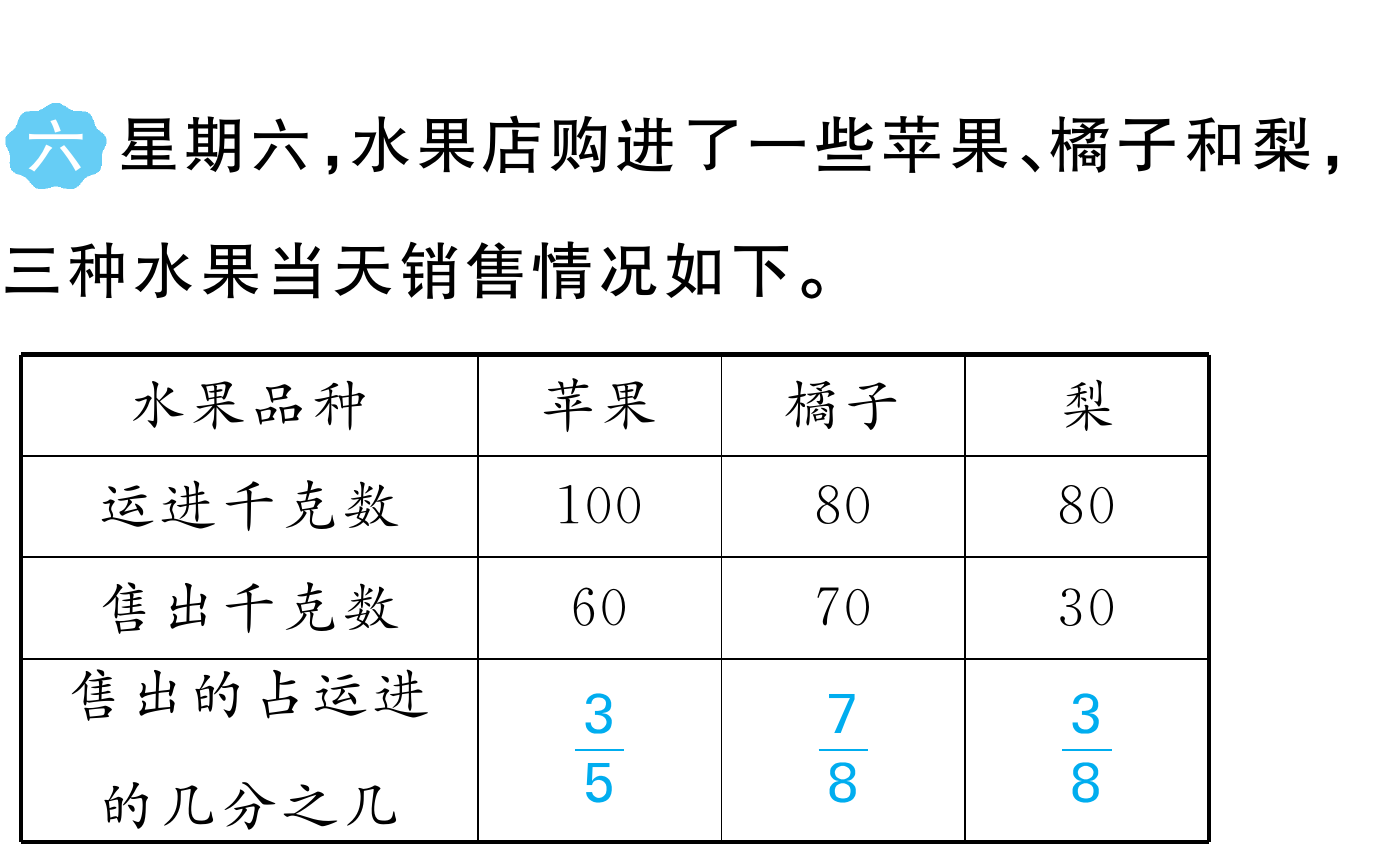 六 星期六,水果店购进了一些苹果、橘子和梨,
三种水果当天销售情况如下。
水果品种 苹果 橘子 梨
运进千克数 100 80 80
售出千克数 60 70 30
售出的占运进
的几分之几 3/5 7/8 3/8